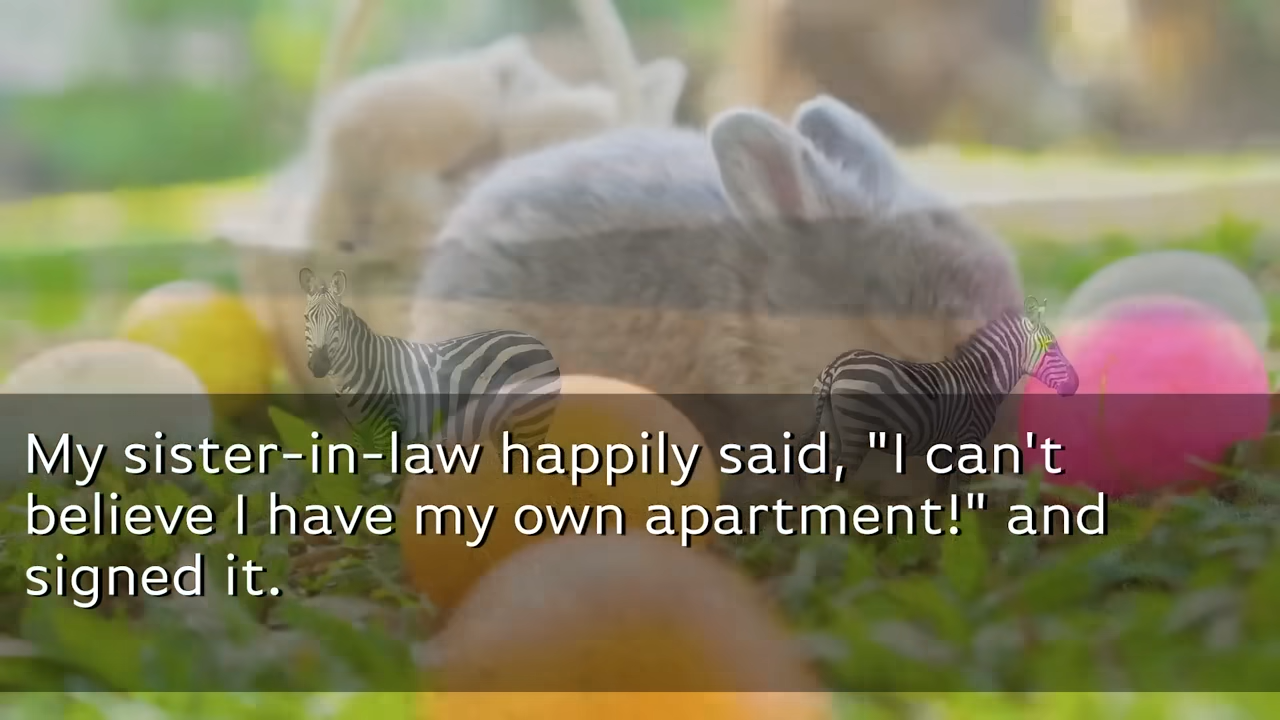 My sister-in-law happily said, "I can't
believe I have my own apartment!" and
signed it.